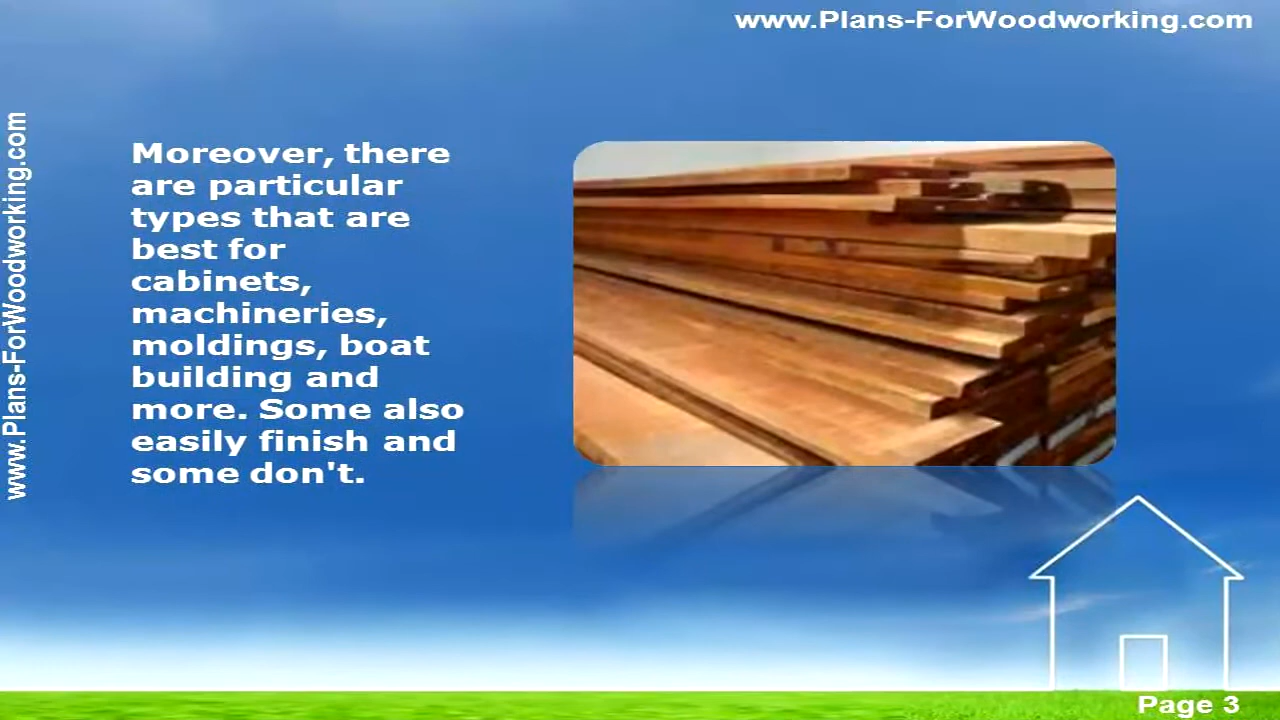 www.Plans-ForWoodworking.com
www.Plans-ForWoodworking.com
Moreover, there
are particular
types that are
best for
cabinets,
machineries,
moldings, boat
building and
more. Some also
easily finish and
some don't.
Page 3